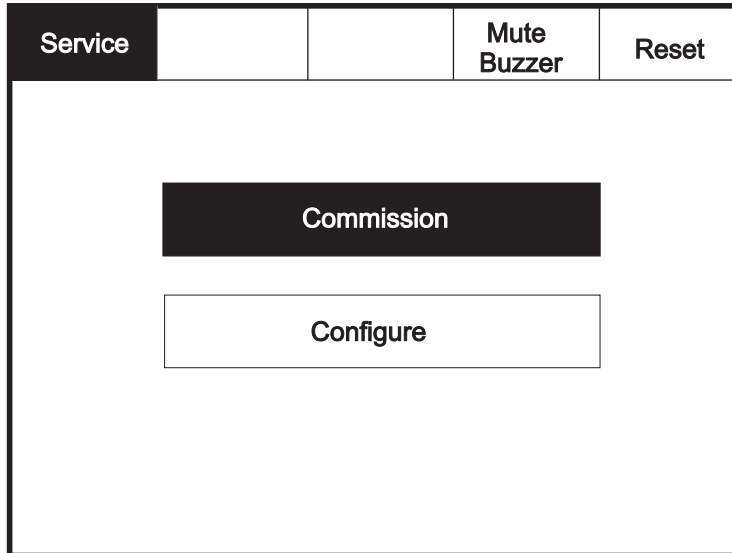 Service
Mute
Buzzer
Reset
Commission
Configure